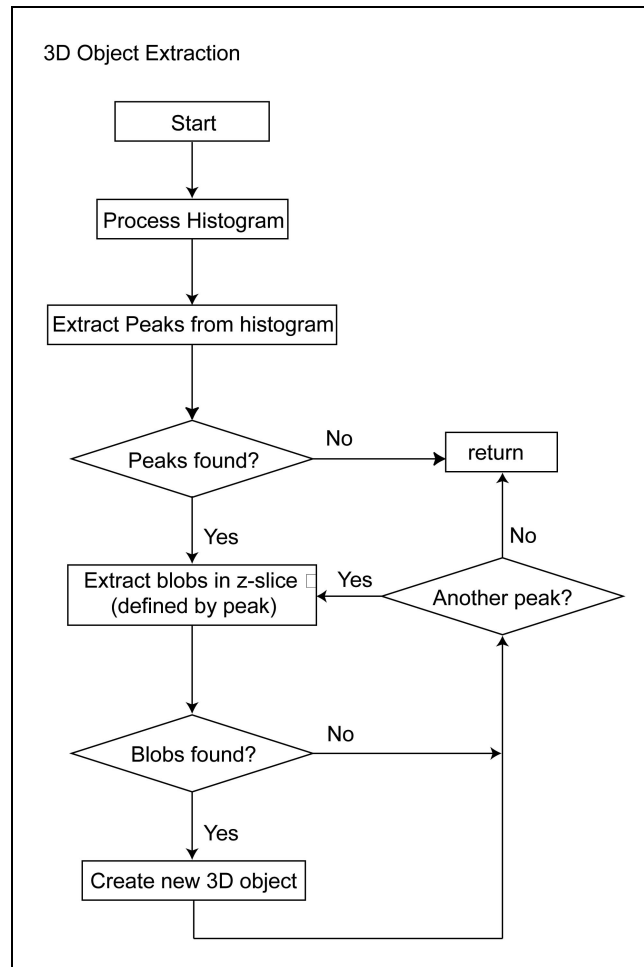 3D Object Extraction
Start
Process Histogram
Extract Peaks from histogram
Peaks found?
No
return
Yes
No
Extract blobs in z-slice
(defined by peak)
Yes
Another peak?
Blobs found?
No
Yes
Create new 3D object